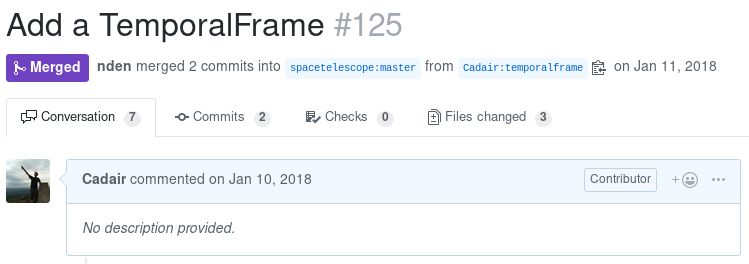 Add a TemporalFrame #125
Merged nden merged 2 commits into spacetelescope:master from Cadair:temporalframe on Jan 11, 2018
Conversation 7 Commits 2 Checks 0 Files changed 3
Cadair commented on Jan 10, 2018 Contributor + ...
No description provided.